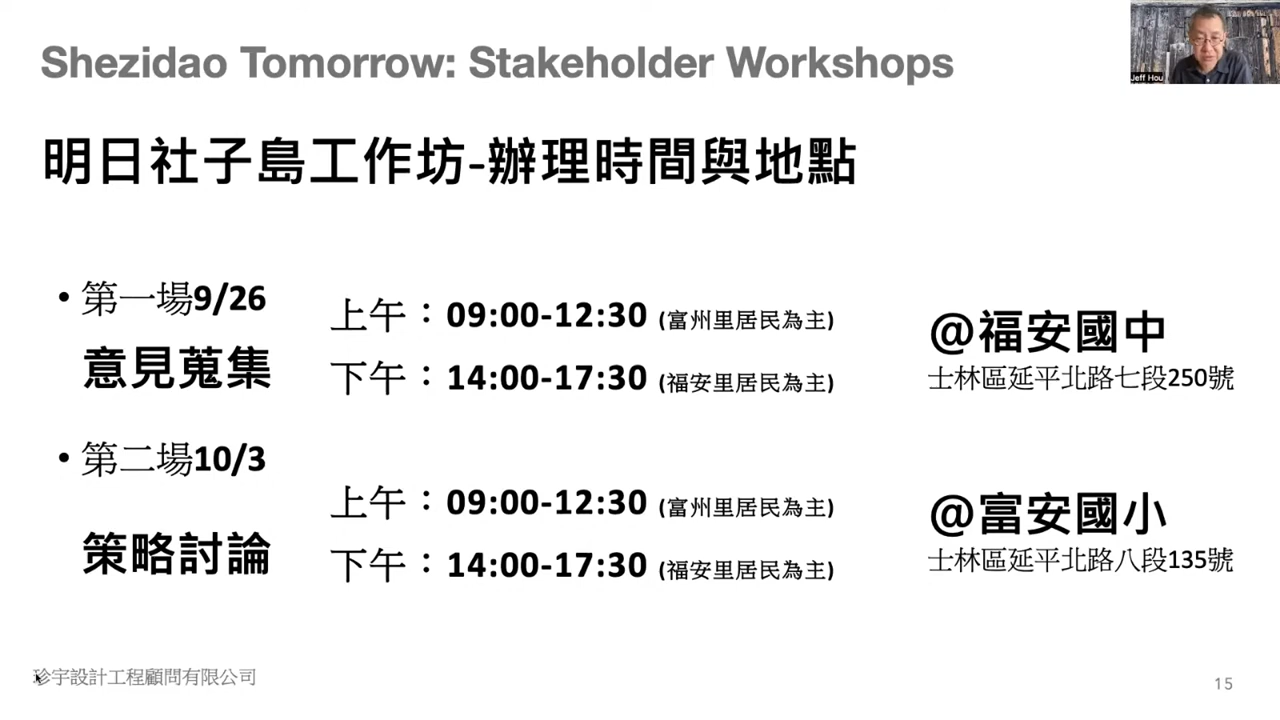 Shezidao Tomorrow: Stakeholder Workshops
Jeff Hou
明日社子島工作坊-辦理時間與地點
• 第一場9/26
意見蒐集
上午：09:00-12:30 (富州里居民為主)
下午：14:00-17:30 (福安里居民為主)
@福安國中
士林區延平北路七段250號
• 第二場10/3
策略討論
上午：09:00-12:30 (富州里居民為主)
下午：14:00-17:30 (福安里居民為主)
@富安國小
士林區延平北路八段135號
珍宇設計工程顧問有限公司
15